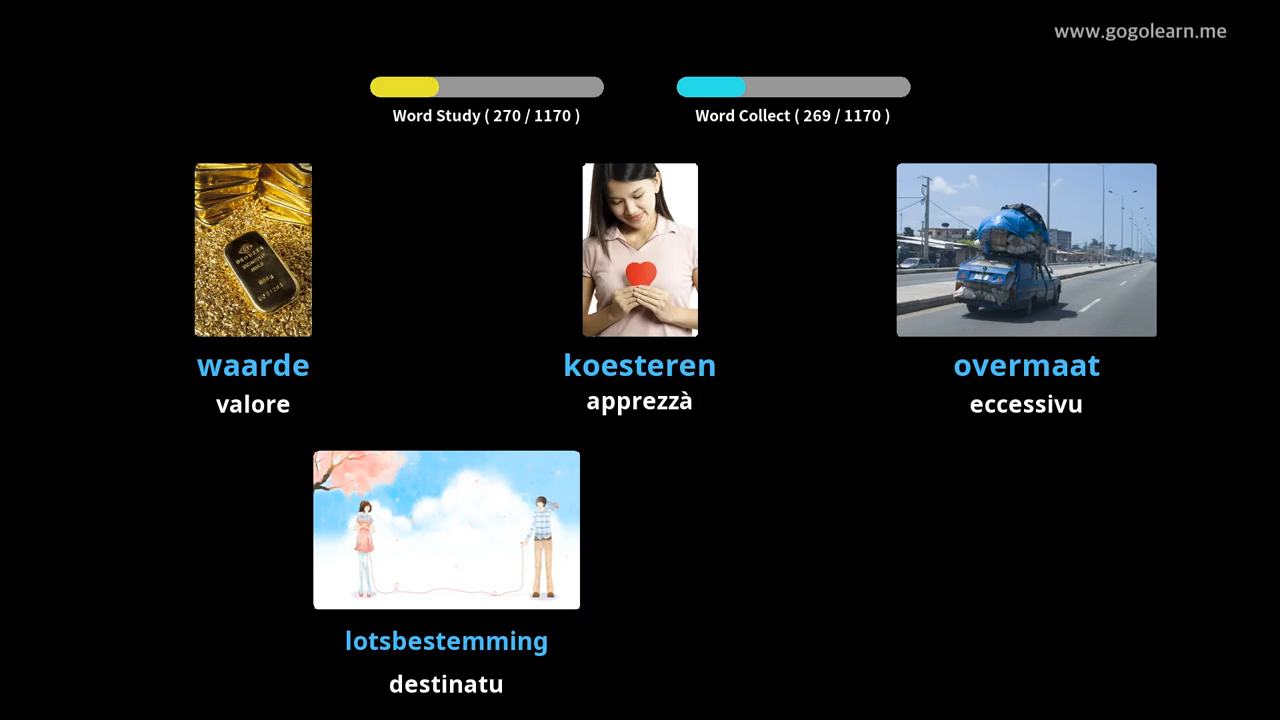 www.gogolearn.me
Word Study ( 270 / 1170 )
Word Collect ( 269 / 1170 )
waarde
koesteren
overmaat
valore
apprezzà
eccessivu
lotsbestemming
destinatu